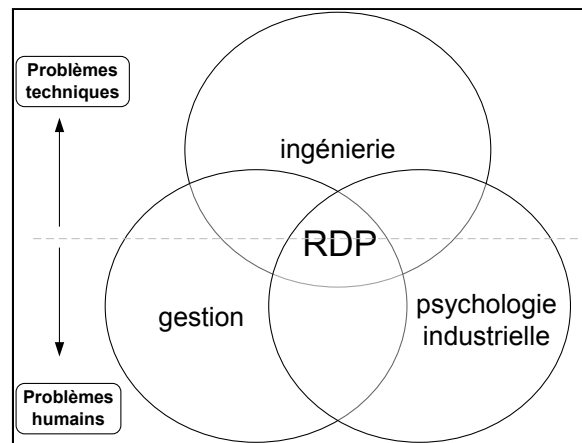 Problèmes
techniques
ingénierie
RDP
gestion
psychologie
industrielle
Problèmes
humains